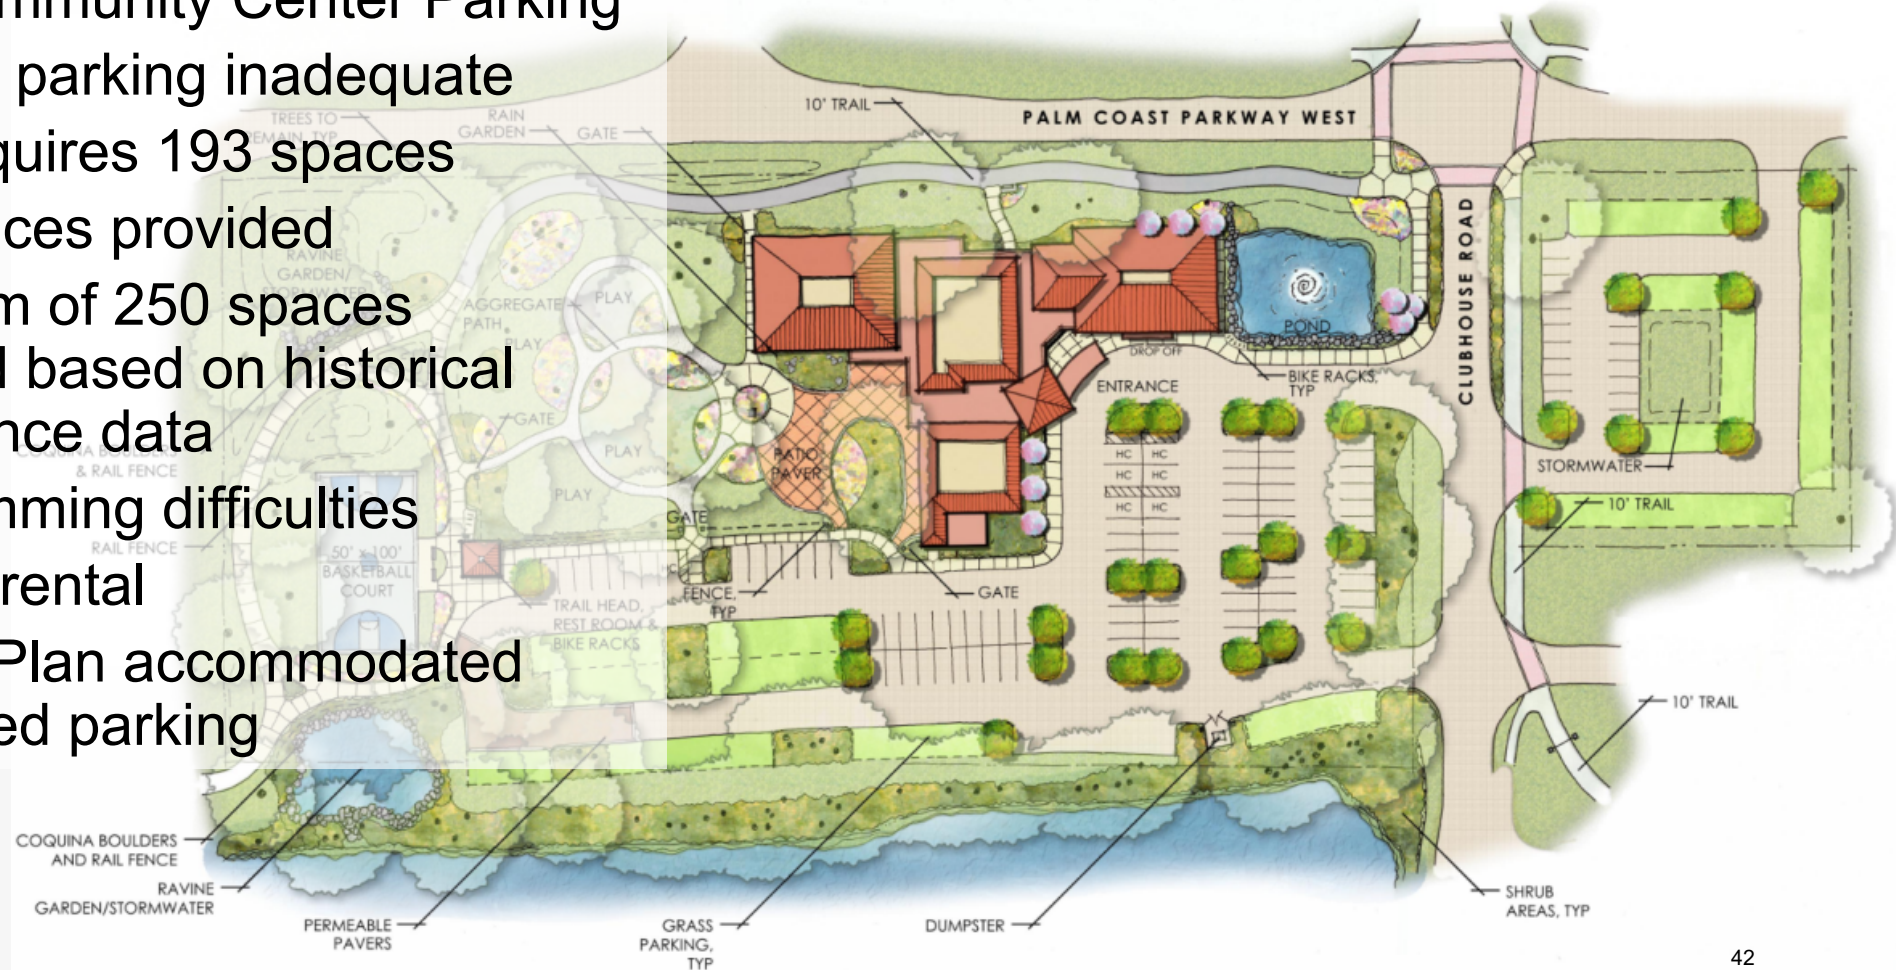 mmunity Center Parking
parking inadequate
quires 193 spaces
ces provided
m of 250 spaces
d based on historical
nce data
mming difficulties
rental
Plan accommodated
ed parking
TREES TO
REMAIN, TYP
RAIN
GARDEN
GATE
10' TRAIL
PALM COAST PARKWAY WEST
RAVINE
GARDEN/
STORMWATER
AGGREGATE
PATH
PLAY
PLAY
POND
DROP OFF
CLUBHOUSE ROAD
ENTRANCE
BIKE RACKS,
TYP
GATE
COQUINA BOULDERS
& RAIL FENCE
PLAY
PATIO
PAVER
HC HC
HC HC
HC HC
STORMWATER
PLAY
GATE
10' TRAIL
RAIL FENCE
50' x 100'
BASKETBALL
COURT
FENCE,
TYP
GATE
TRAIL HEAD,
REST ROOM &
BIKE RACKS
10' TRAIL
COQUINA BOULDERS
AND RAIL FENCE
RAVINE
GARDEN/STORMWATER
PERMEABLE
PAVERS
GRASS
PARKING,
TYP
DUMPSTER
SHRUB
AREAS, TYP
42